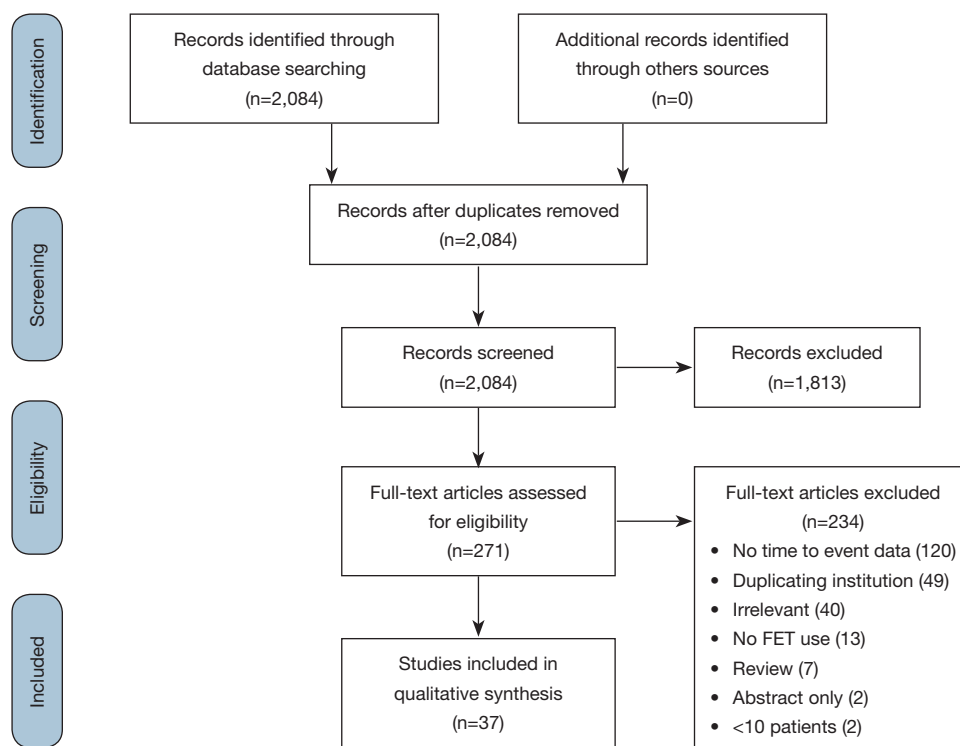 Identification
Records identified through
database searching
(n=2,084)
Additional records identified
through others sources
(n=0)
Records after duplicates removed
(n=2,084)
Screening
Records screened
(n=2,084)
Records excluded
(n=1,813)
Eligibility
Full-text articles assessed
for eligibility
(n=271)
Full-text articles excluded
(n=234)
• No time to event data (120)
• Duplicating institution (49)
• Irrelevant (40)
• No FET use (13)
• Review (7)
• Abstract only (2)
• <10 patients (2)
Included
Studies included in
qualitative synthesis
(n=37)